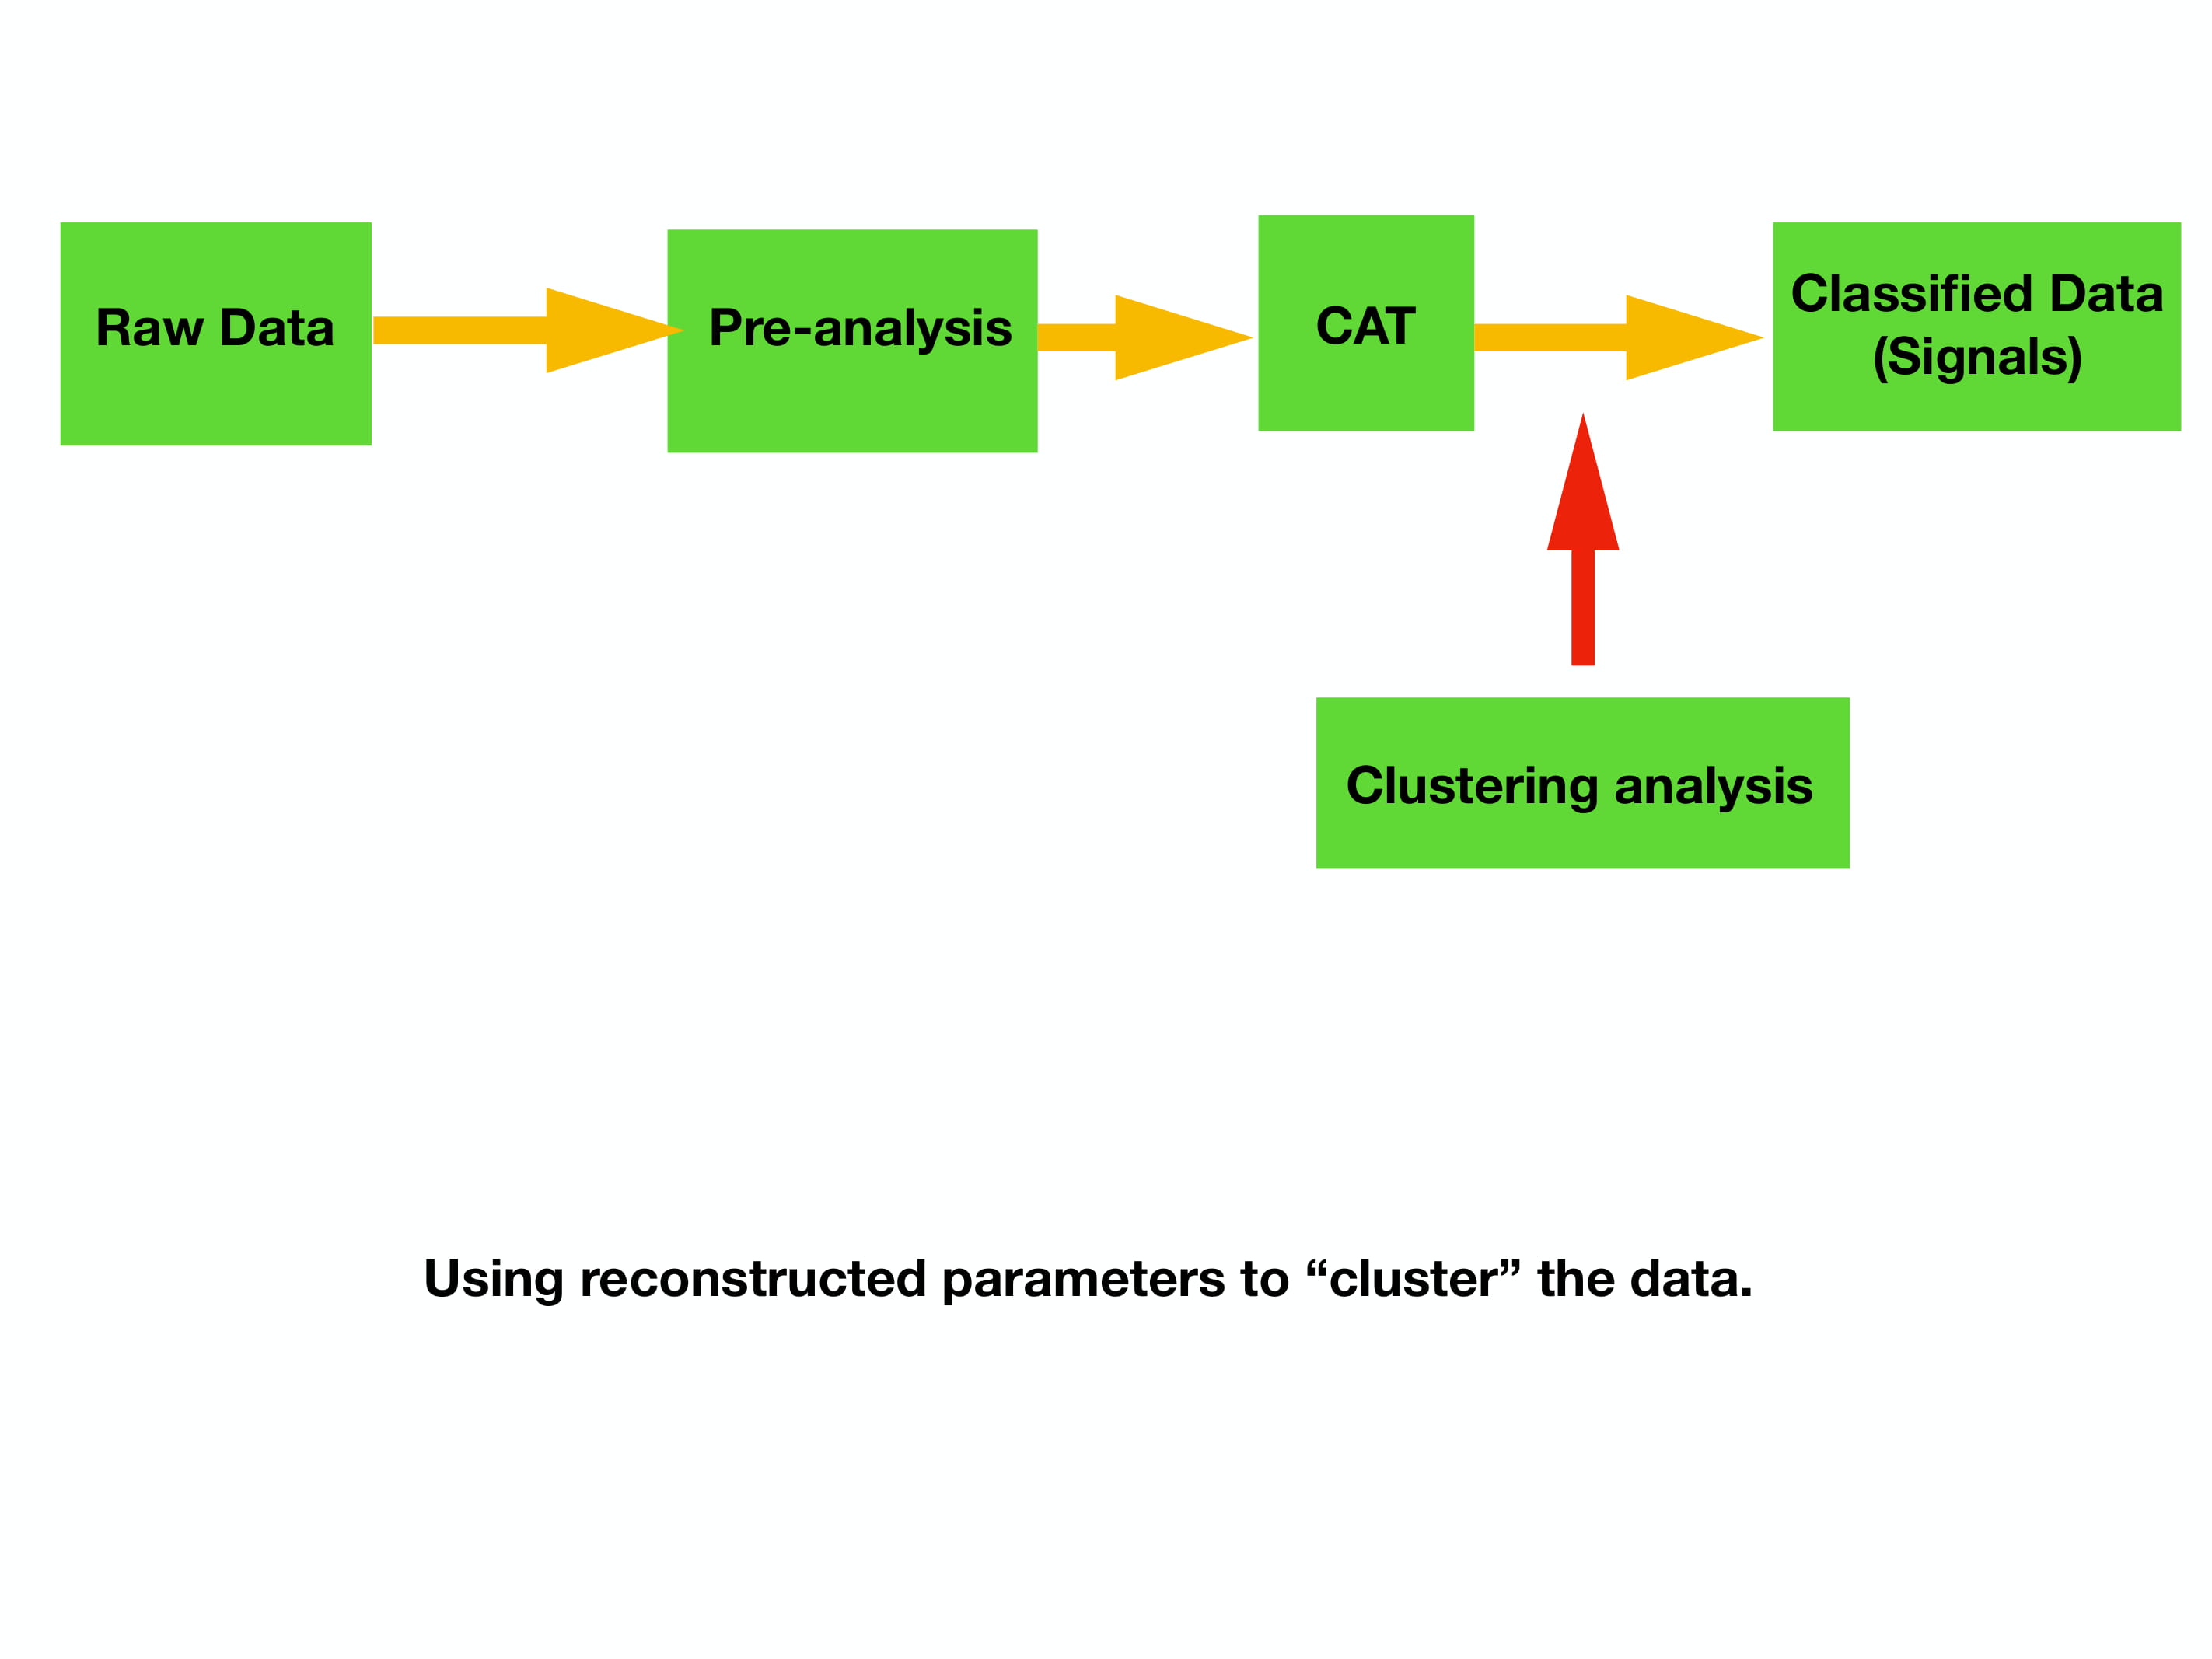 Raw Data
Pre-analysis
CAT
Classified Data
(Signals)
Clustering analysis
Using reconstructed parameters to “cluster” the data.